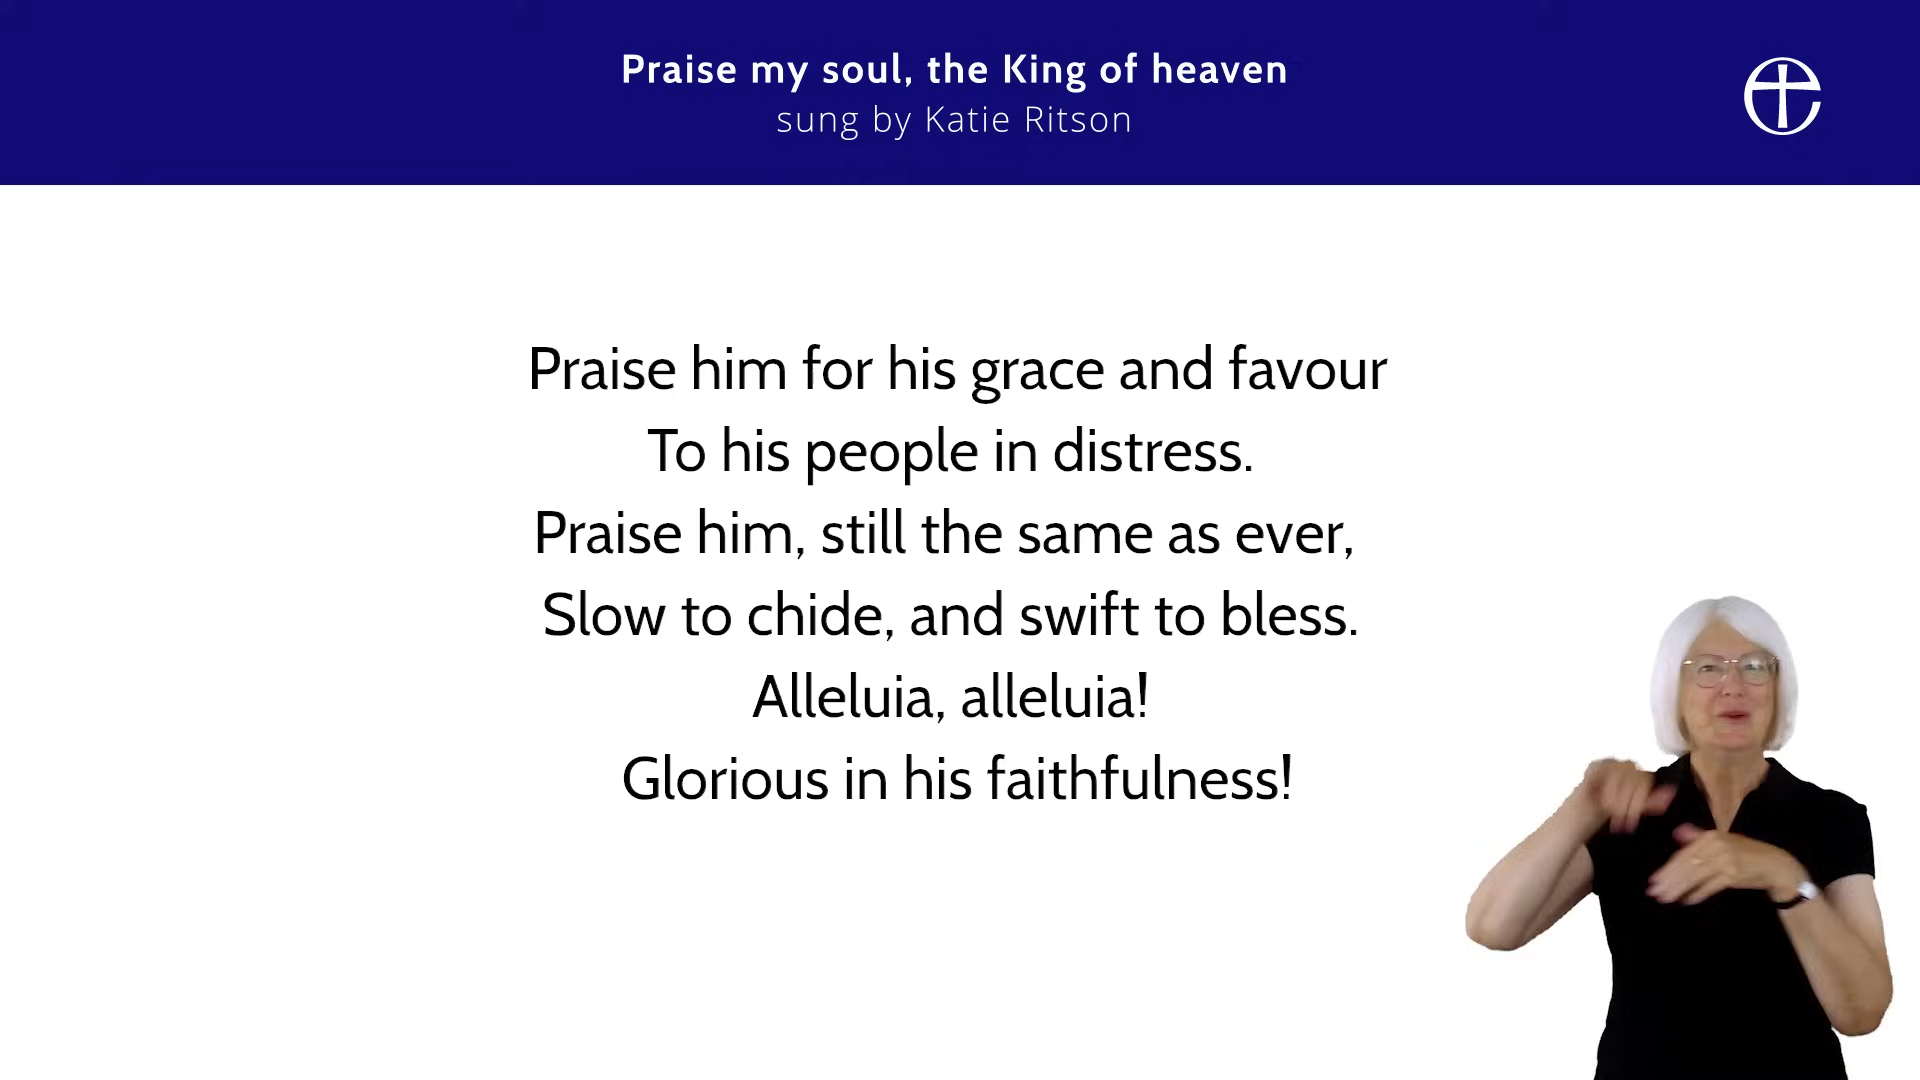 Praise my soul, the King of heaven
sung by Katie Ritson
Praise him for his grace and favour
To his people in distress.
Praise him, still the same as ever,
Slow to chide, and swift to bless.
Alleluia, alleluia!
Glorious in his faithfulness!